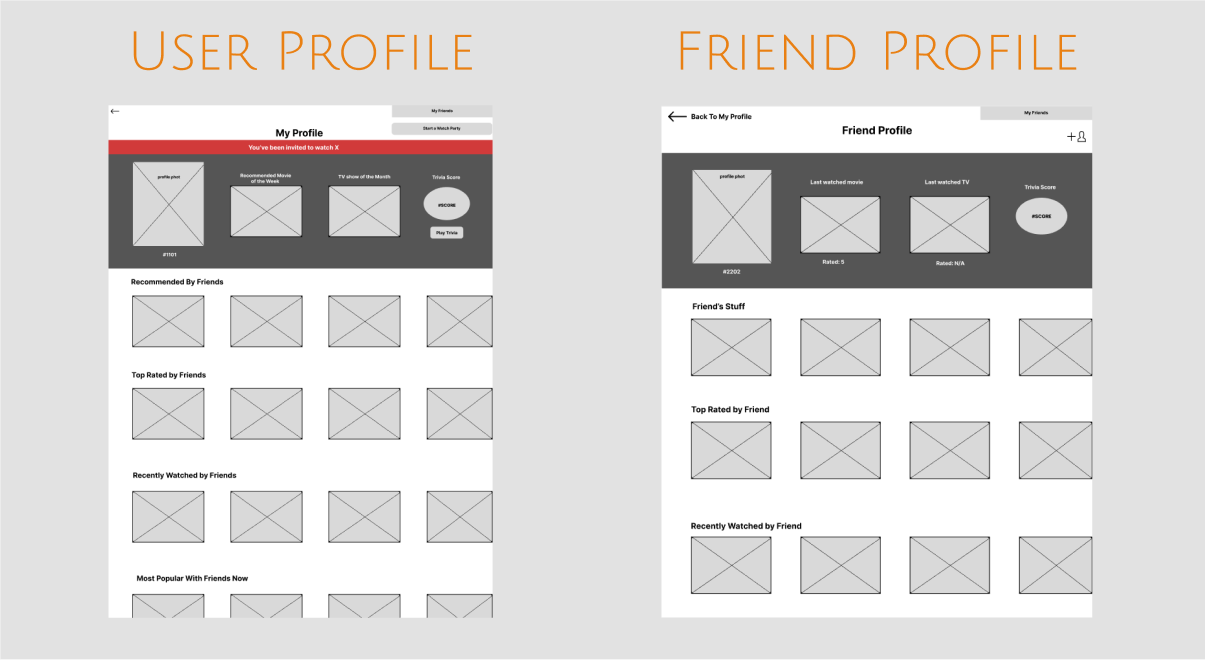 User Profile
My Friends
Start a Watch Party
My Profile
You've been invited to watch X
profile phot
#1101
Recommended Movie
of the Week
TV show of the Month
Trivia Score
#SCORE
Play Trivia
Recommended By Friends
Top Rated by Friends
Recently Watched by Friends
Most Popular With Friends Now
Friend Profile
Back To My Profile
My Friends
Friend Profile
profile phot
#2202
Last watched movie
Rated: 5
Last watched TV
Rated: N/A
Trivia Score
#SCORE
Friend's Stuff
Top Rated by Friend
Recently Watched by Friend